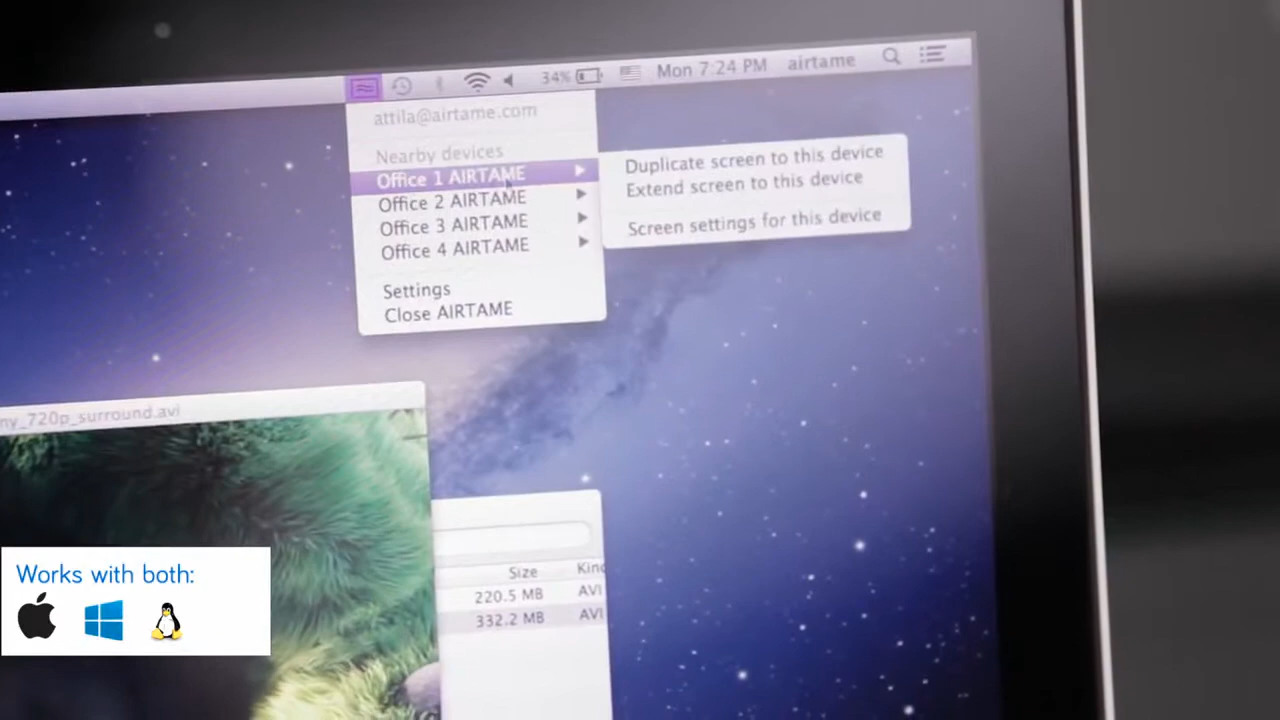 34% Mon 7:24 PM airtame
attila@airtame.com
Nearby devices
Office 1 AIRTAME
Office 2 AIRTAME
Office 3 AIRTAME
Office 4 AIRTAME
Settings
Close AIRTAME
Duplicate screen to this device
Extend screen to this device
Screen settings for this device
ny_720p_surround.avi
Size Kind
220.5 MB AVI
332.2 MB AVI
Works with both: